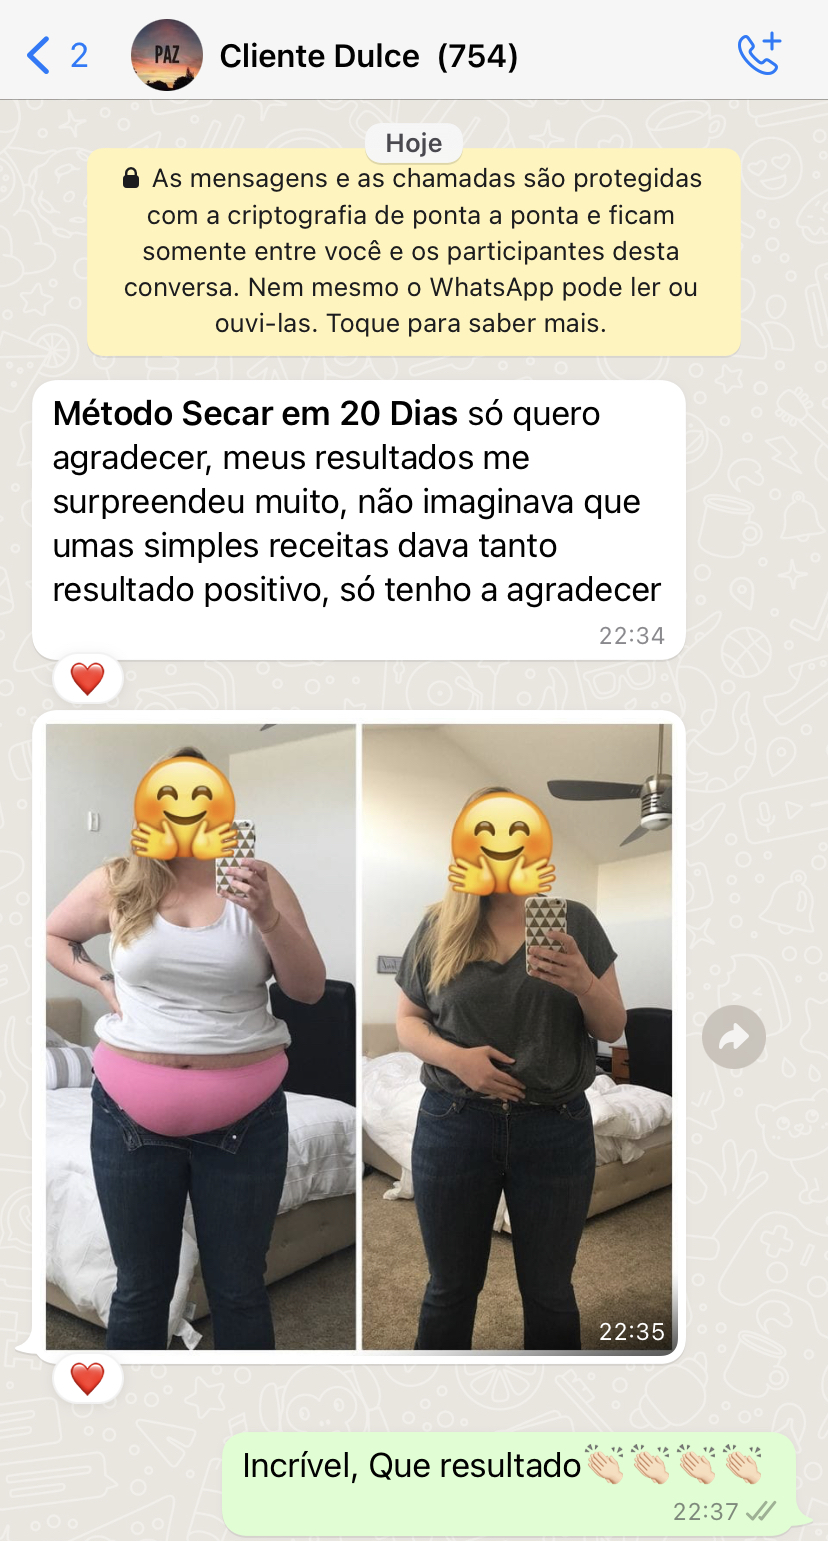 2
PAZ
Cliente Dulce (754)
Hoje
As mensagens e as chamadas são protegidas
com a criptografia de ponta a ponta e ficam
somente entre você e os participantes desta
conversa. Nem mesmo o WhatsApp pode ler ou
ouvi-las. Toque para saber mais.
Método Secar em 20 Dias só quero
agradecer, meus resultados me
surpreendeu muito, não imaginava que
umas simples receitas dava tanto
resultado positivo, só tenho a agradecer
22:34
❤️
22:35
❤️
Incrível, Que resultado👏🏻👏🏻👏🏻👏🏻
22:37